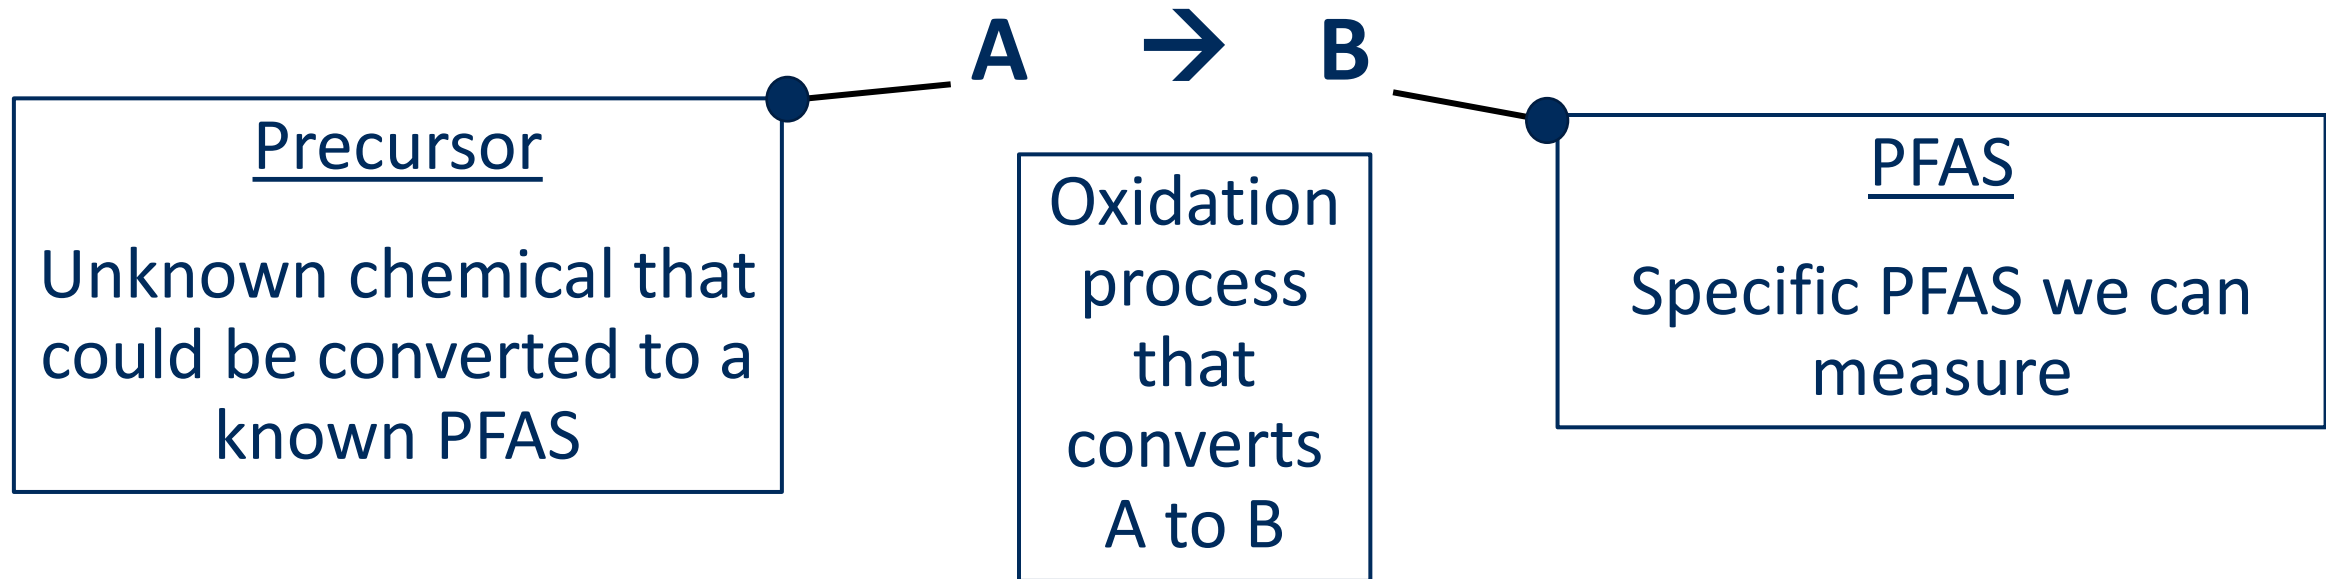 A → B
Precursor
Unknown chemical that
could be converted to a
known PFAS
Oxidation
process
that
converts
A to B
PFAS
Specific PFAS we can
measure